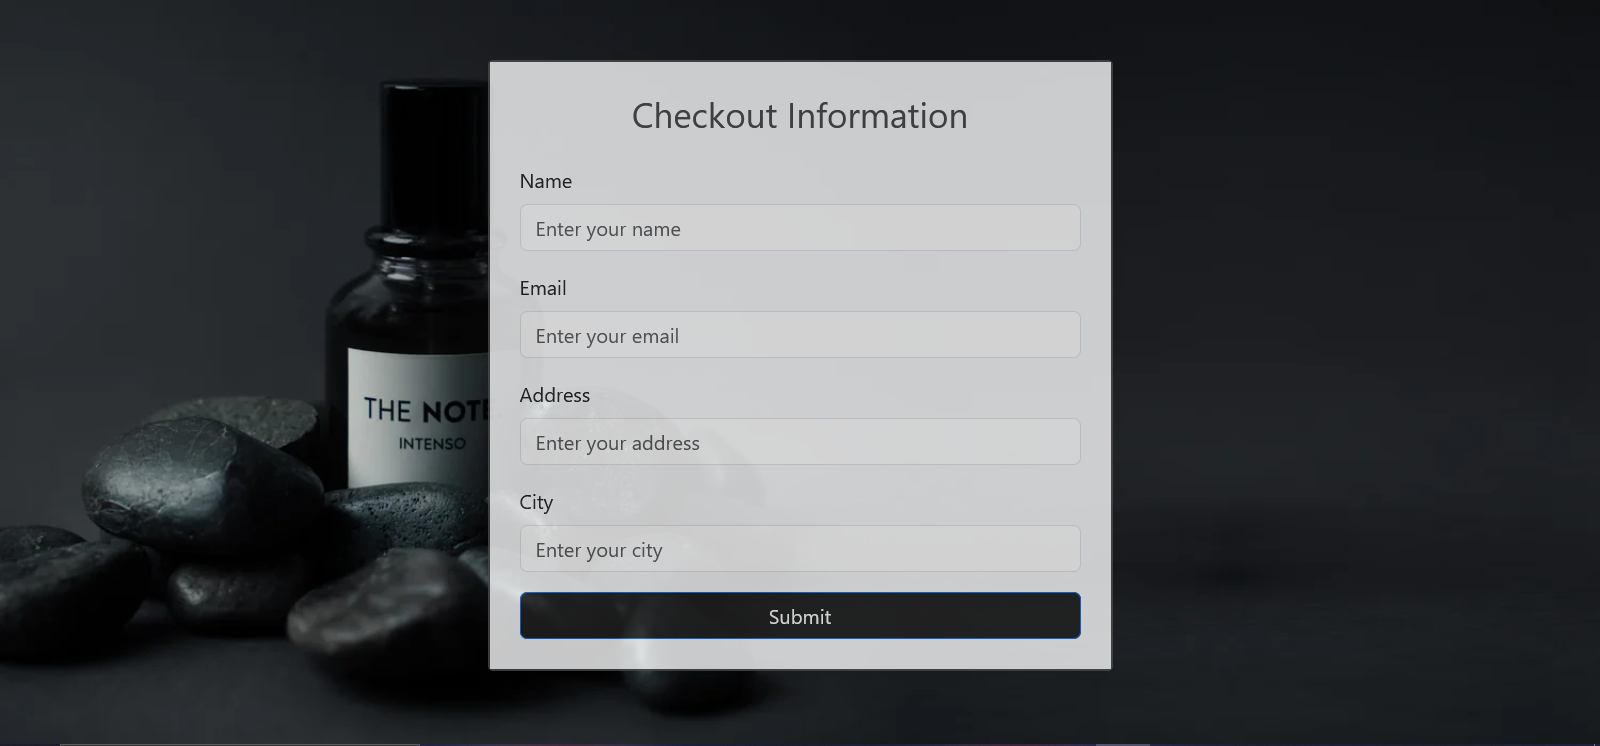 Checkout Information
Name
Enter your name
Email
Enter your email
THE NOTE
INTENSO
Address
Enter your address
City
Enter your city
Submit